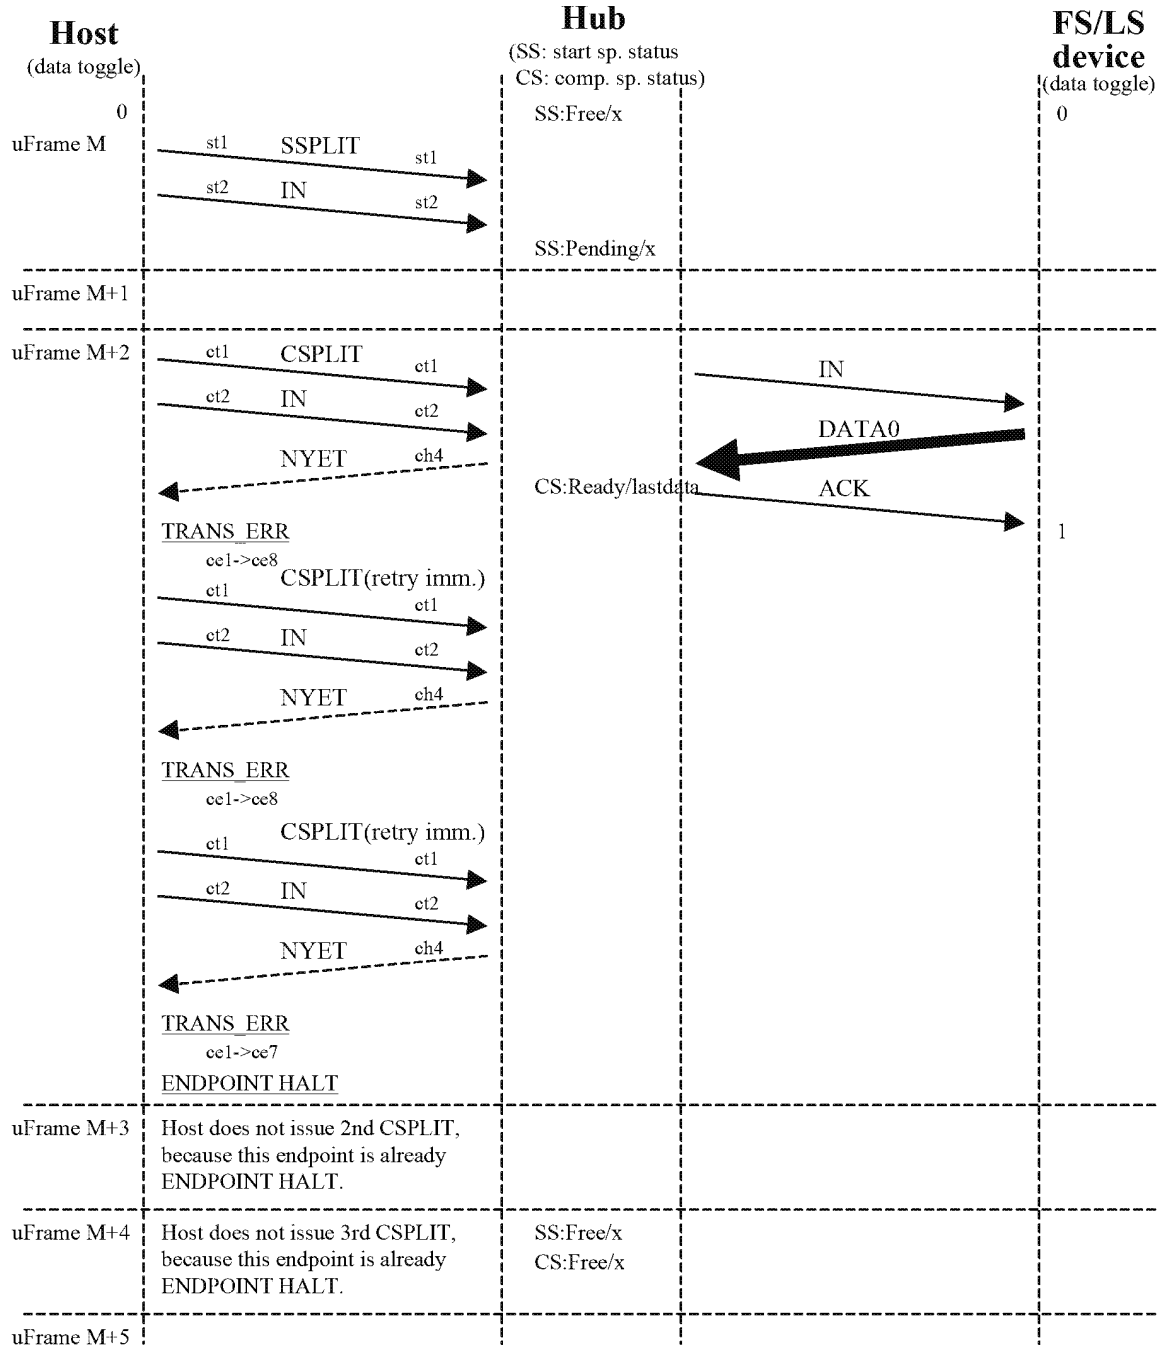 Host
(data toggle)
Hub
(SS: start sp. status
CS: comp. sp. status)
FS/LS
device
(data toggle)
0
SS:Free/x
0
uFrame M
st1 SSPLIT st1
st2 IN st2
SS:Pending/x
uFrame M+1
uFrame M+2
ct1 CSPLIT ct1
IN
ct2 IN ct2
DATA0
NYET ch4
CS:Ready/lastdata
ACK
TRANS_ERR
1
ce1->ce8
CSPLIT(retry imm.)
ct1 ct1
ct2 IN ct2
NYET ch4
TRANS_ERR
ce1->ce8
CSPLIT(retry imm.)
ct1 ct1
ct2 IN ct2
NYET ch4
TRANS_ERR
ce1->ce7
ENDPOINT HALT
uFrame M+3
Host does not issue 2nd CSPLIT,
because this endpoint is already
ENDPOINT HALT.
uFrame M+4
Host does not issue 3rd CSPLIT,
because this endpoint is already
ENDPOINT HALT.
SS:Free/x
CS:Free/x
uFrame M+5